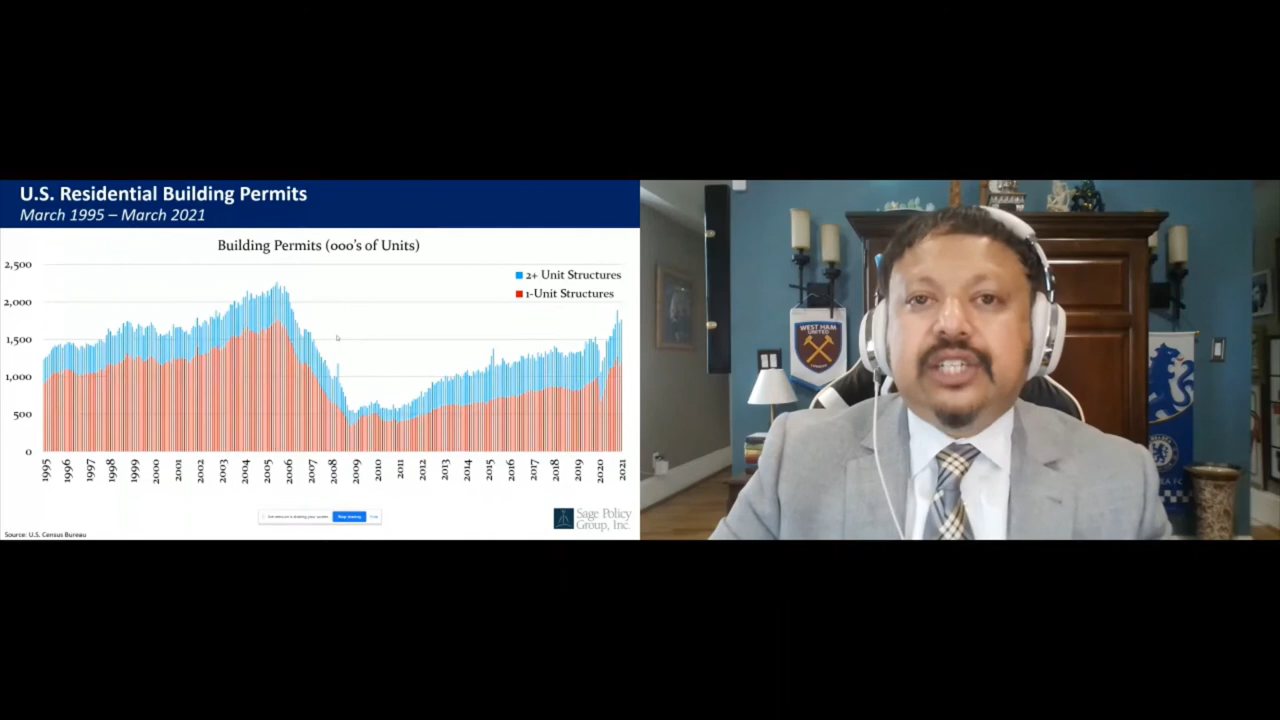 U.S. Residential Building Permits
March 1995 – March 2021
Building Permits (000's of Units)
2,500
2,000
1,500
1,000
500
0
2+ Unit Structures
1-Unit Structures
1995 1996 1997 1998 1999 2000 2001 2002 2003 2004 2005 2006 2007 2008 2009 2010 2011 2012 2013 2014 2015 2016 2017 2018 2019 2020 2021
Stop sharing
Hide
Sage Policy
Group, Inc.
Source: U.S. Census Bureau
WEST HAM
UNITED
LONDON